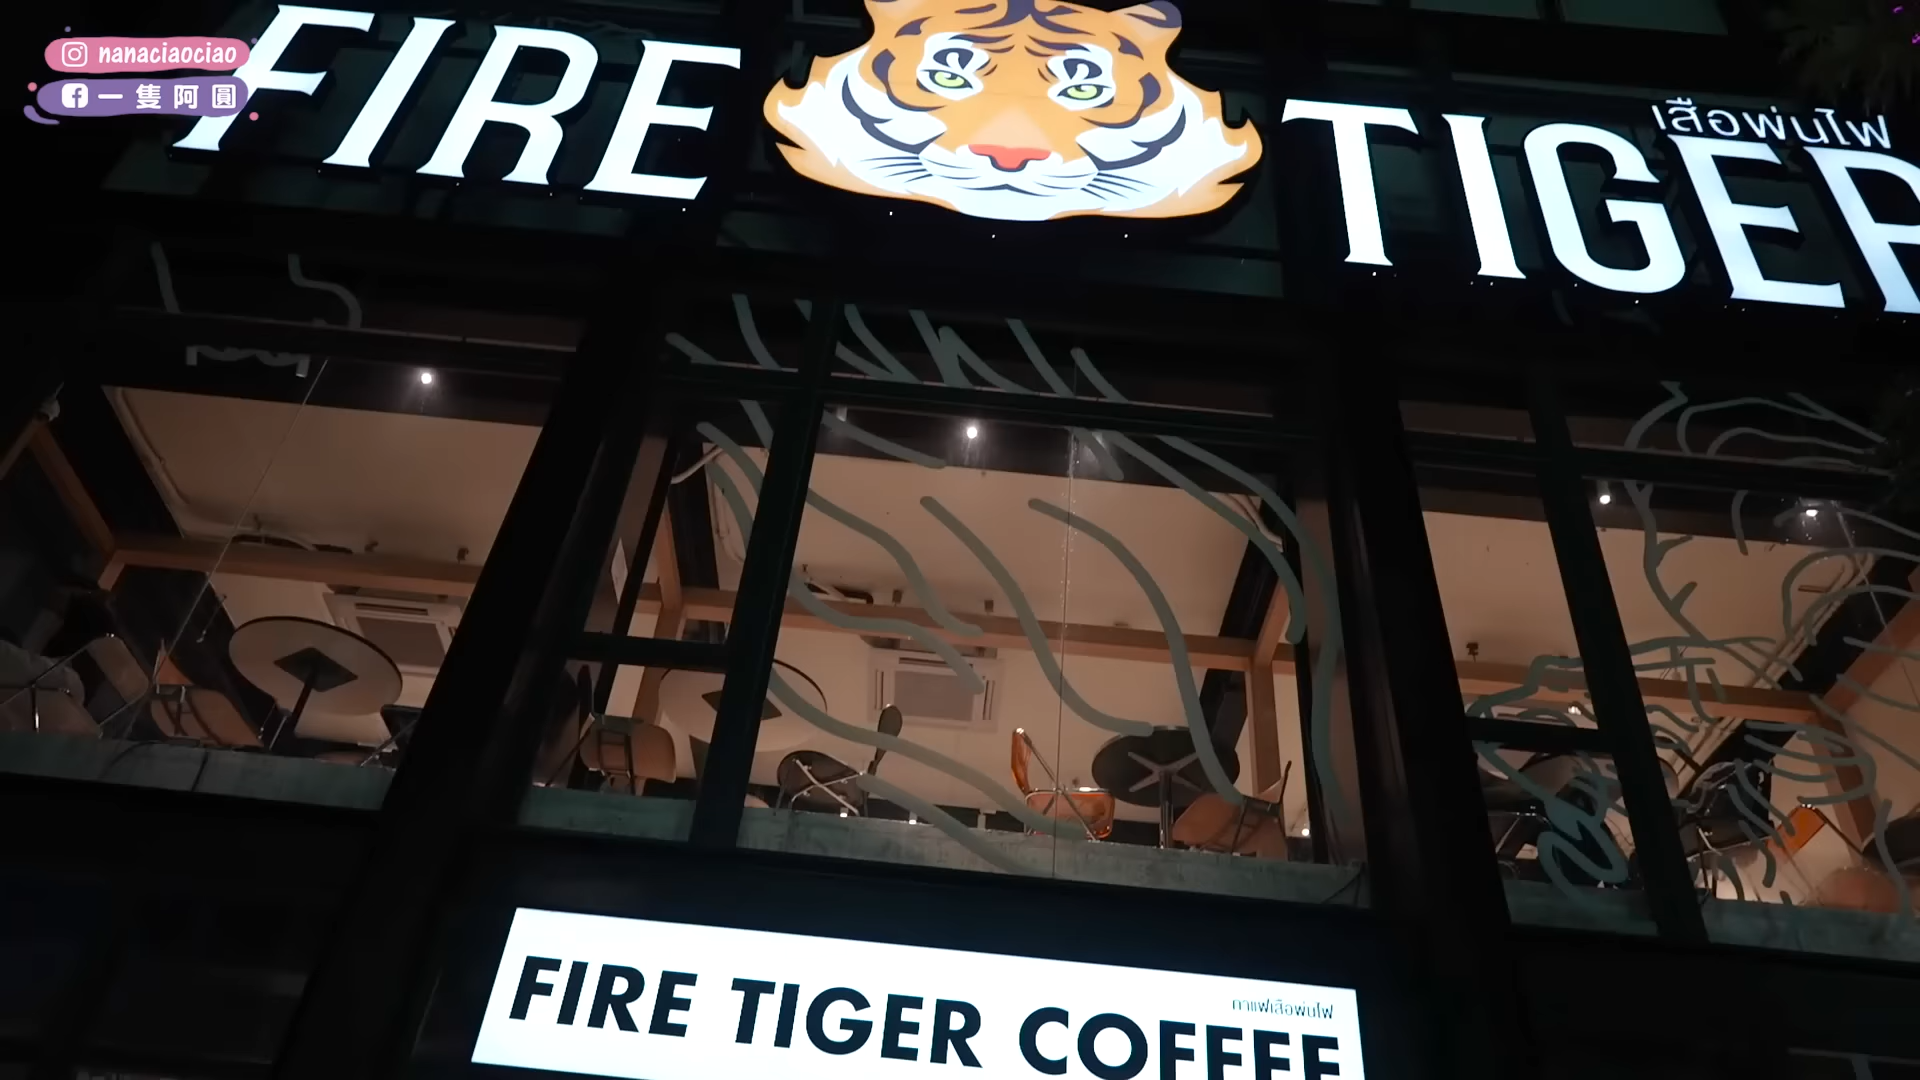 nanaciaociao
一隻阿圓
FIRE TIGER
เสือพ่นไฟ
กาแฟเสือพ่นไฟ
FIRE TIGER COFFEE